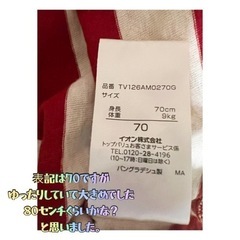 品番 TV126AM0270G
サイズ
身長 70cm
体重 9kg
70
イオン株式会社
トップバリュお客さまサービス係
TEL.0120-28-4196
(10~17時:日曜日は除く)
バングラデシュ製 MA
表記は70ですが
ゆったりしていて大きめでした
80センチくらいかな?
と思いました。